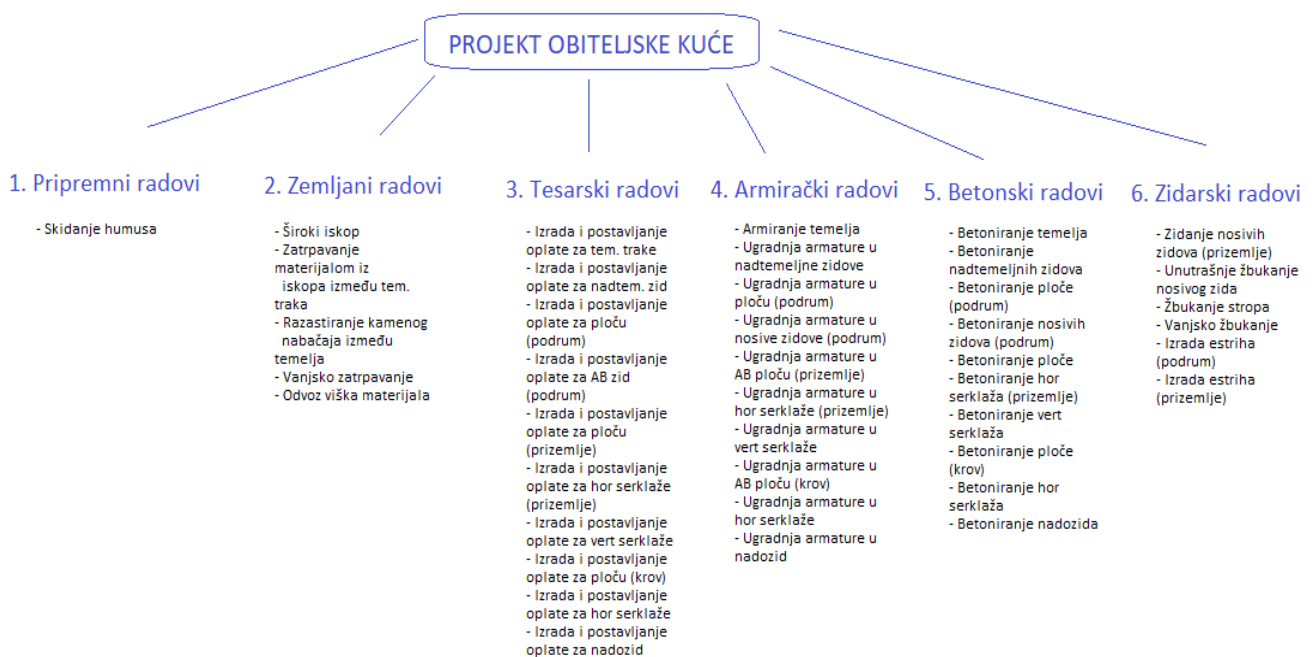 PROJEKT OBITELJSKE KUĆE
1. Pripremni radovi
- Skidanje humusa
2. Zemljani radovi
- Široki iskop
- Zatrpavanje
materijalom iz
iskopa između tem.
traka
- Razastiranje kamenog
nabačaja između
temelja
- Vanjsko zatrpavanje
- Odvoz viška materijala
3. Tesarski radovi
- Izrada i postavljanje
oplate za tem. trake
- Izrada i postavljanje
oplate za nadtem. zid
- Izrada i postavljanje
oplate za ploču
(podrum)
- Izrada i postavljanje
oplate za AB zid
(podrum)
- Izrada i postavljanje
oplate za ploču
(prizemlje)
- Izrada i postavljanje
oplate za hor serklaže
(prizemlje)
- Izrada i postavljanje
oplate za vert serklaže
- Izrada i postavljanje
oplate za ploču (krov)
- Izrada i postavljanje
oplate za hor serklaže
- Izrada i postavljanje
oplate za nadozid
4. Armirački radovi
- Armiranje temelja
- Ugradnja armature u
nadtemeljne zidove
- Ugradnja armature u
ploču (podrum)
- Ugradnja armature u
nosive zidove (podrum)
- Ugradnja armature u
AB ploču (prizemlje)
- Ugradnja armature u
hor serklaže (prizemlje)
- Ugradnja armature u
vert serklaže
- Ugradnja armature u
AB ploču (krov)
- Ugradnja armature u
hor serklaže
- Ugradnja armature u
nadozid
5. Betonski radovi
- Betoniranje temelja
- Betoniranje
nadtemeljnih zidova
- Betoniranje ploče
(podrum)
- Betoniranje nosivih
zidova (podrum)
- Betoniranje ploče
- Betoniranje hor
serklaža (prizemlje)
- Betoniranje vert
serklaža
- Betoniranje ploče
(krov)
- Betoniranje hor
serklaža
- Betoniranje nadozida
6. Zidarski radovi
- Zidanje nosivih
zidova (prizemlje)
- Unutrašnje žbukanje
nosivog zida
- Žbukanje stropa
- Vanjsko žbukanje
- Izrada estriha
(podrum)
- Izrada estriha
(prizemlje)